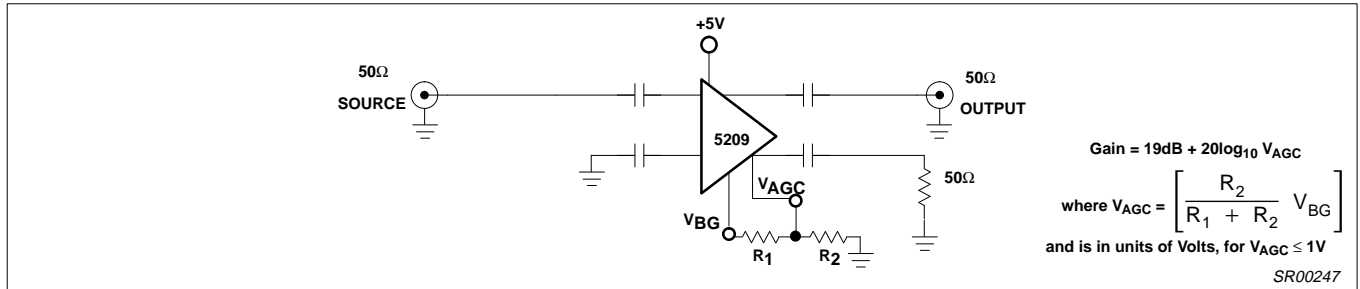 +5V
50Ω
SOURCE
50Ω
OUTPUT
5209
50Ω
VAGC
VBG
R1
R2
Gain = 19dB + 20log10 VAGC
where VAGC = [ R2 / R1 + R2 VBG ]
and is in units of Volts, for VAGC ≤ 1V
SR00247